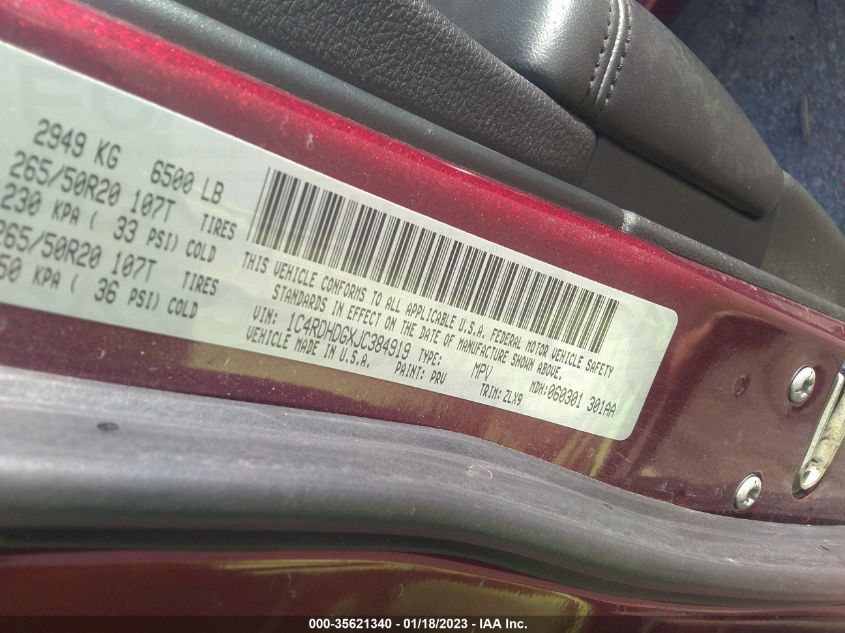 2949 KG 6500 LB
265/50R20 107T TIRES
230 KPA ( 33 PSI) COLD
265/50R20 107T TIRES
50 KPA ( 36 PSI) COLD
THIS VEHICLE CONFORMS TO ALL APPLICABLE U.S.A. FEDERAL MOTOR VEHICLE SAFETY
STANDARDS IN EFFECT ON THE DATE OF MANUFACTURE SHOWN ABOVE.
VIN: 1C4RDHDGXJC384919 TYPE: MPV MDH:060301 301AA
VEHICLE MADE IN U.S.A. PAINT: PRV TRIM: ZLX9
000-35621340 - 01/18/2023 - IAA Inc.